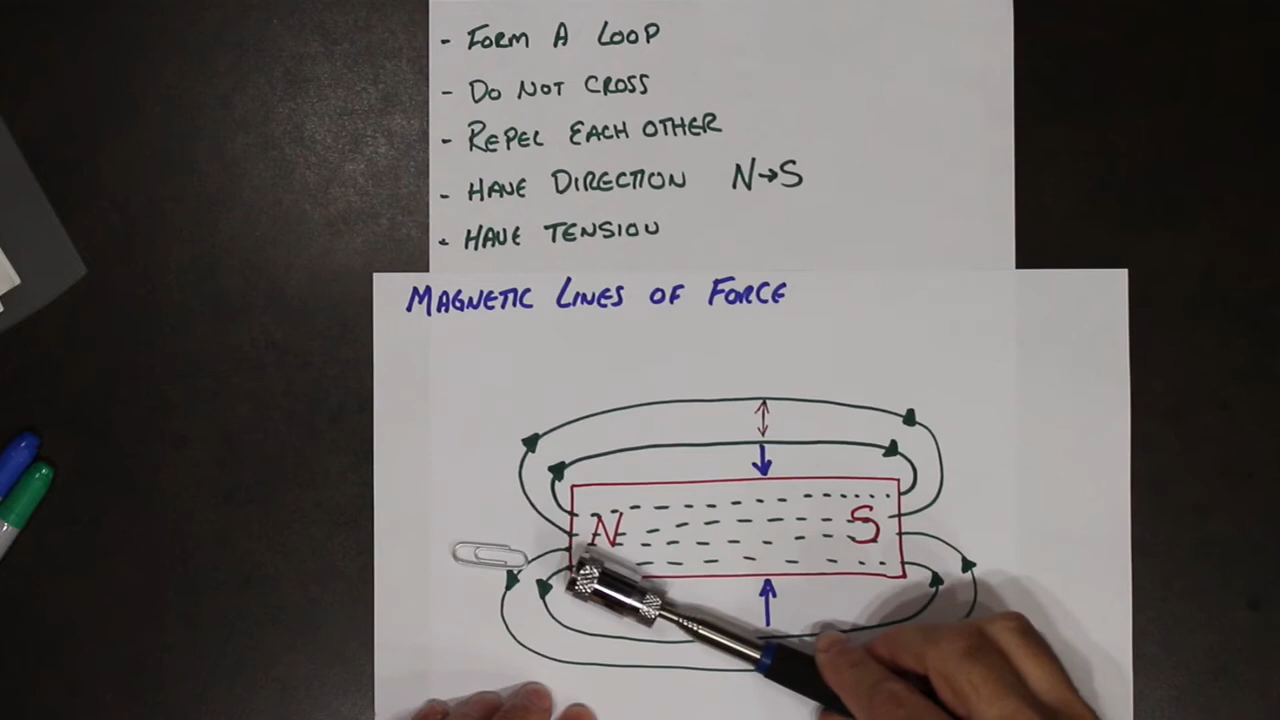 - FORM A LOOP
- DO NOT CROSS
- REPEL EACH OTHER
- HAVE DIRECTION N→S
- HAVE TENSION
MAGNETIC LINES OF FORCE
N S